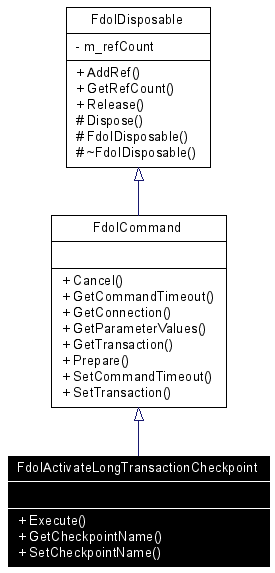 FdoIDisposable
- m_refCount
+ AddRef()
+ GetRefCount()
+ Release()
# Dispose()
# FdoIDisposable()
# ~FdoIDisposable()
FdoICommand
+ Cancel()
+ GetCommandTimeout()
+ GetConnection()
+ GetParameterValues()
+ GetTransaction()
+ Prepare()
+ SetCommandTimeout()
+ SetTransaction()
FdoIActivateLongTransactionCheckpoint
+ Execute()
+ GetCheckpointName()
+ SetCheckpointName()